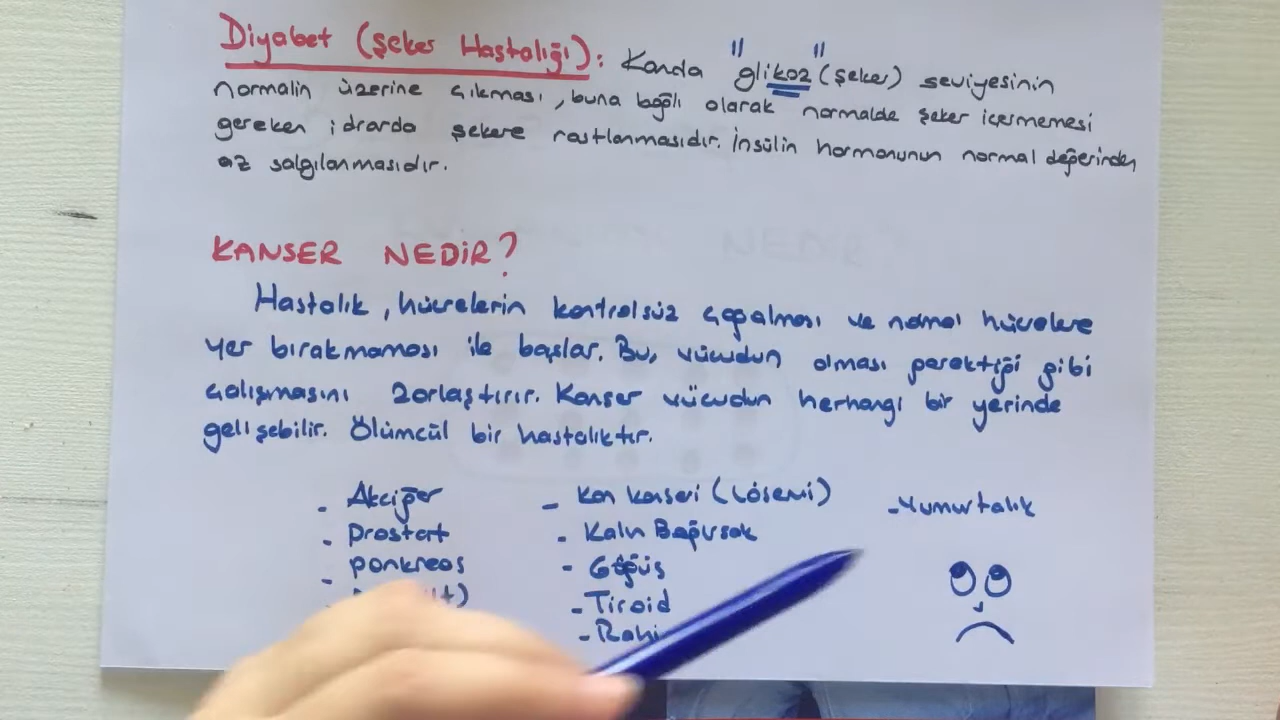 Diyabet (Şeker Hastalığı): Kanda "glikoz" (şeker) seviyesinin
normalin üzerine çıkması, buna bağlı olarak normalde şeker içermemesi
gereken idrarda şekere rastlanmasıdır. İnsülin hormonunun normal değerinden
az salgılanmasıdır.
KANSER NEDİR?
Hastalık, hücrelerin kontrolsüz çoğalması ve normal hücrelere
yer bırakmaması ile başlar. Bu, vücudun olması gerektiği gibi
çalışmasını zorlaştırır. Kanser vücudun herhangi bir yerinde
gelişebilir. Ölümcül bir hastalıktır.
- Akciğer
- Prostart
- Pankreas
- Kan kanseri (Lösemi)
- Kalın Bağırsak
- Göğüs
- Tiroid
- Yumurtalık